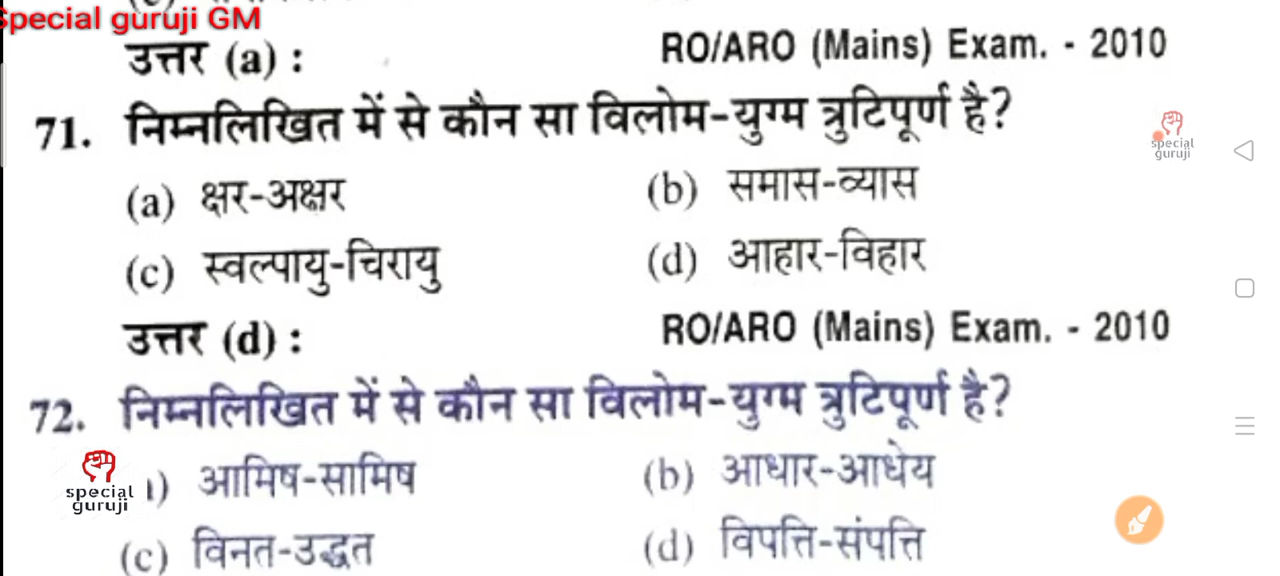 Special guruji GM
उत्तर (a) : RO/ARO (Mains) Exam. - 2010
71. निम्नलिखित में से कौन सा विलोम-युग्म त्रुटिपूर्ण है?
special
guruji
(a) क्षर-अक्षर (b) समास-व्यास
(c) स्वल्पायु-चिरायु (d) आहार-विहार
उत्तर (d) : RO/ARO (Mains) Exam. - 2010
72. निम्नलिखित में से कौन सा विलोम-युग्म त्रुटिपूर्ण है?
special
guruji
) आमिष-सामिष (b) आधार-आधेय
(c) विनत-उद्धत (d) विपत्ति-संपत्ति